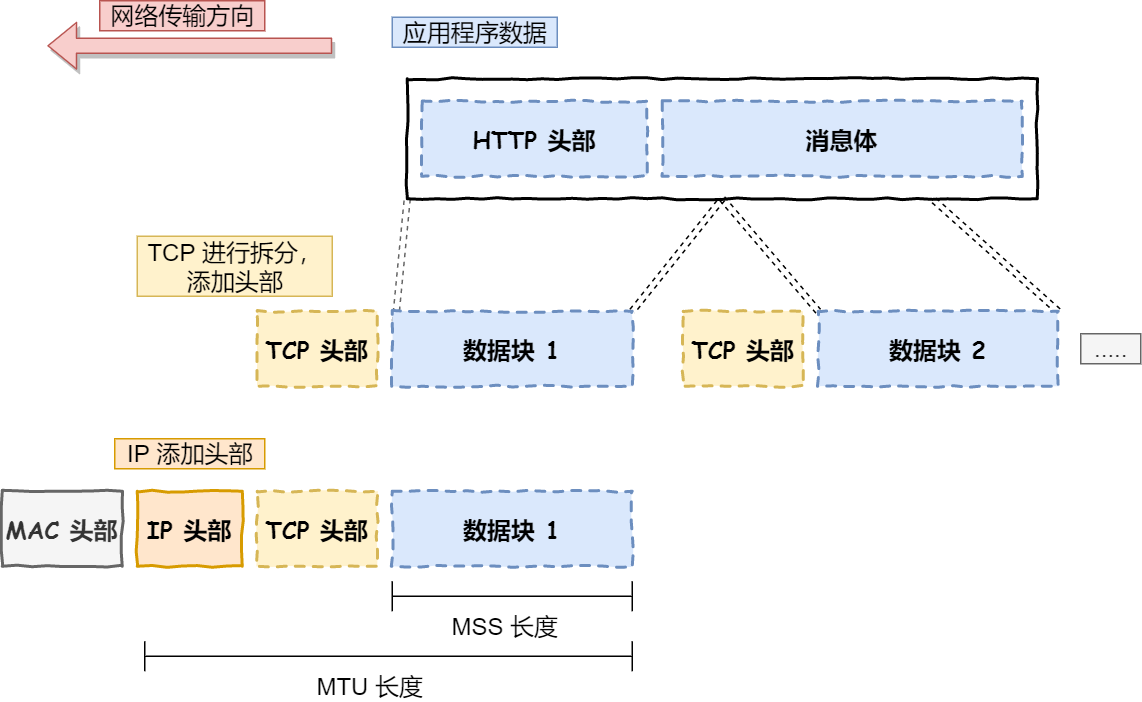 网络传输方向
应用程序数据
HTTP 头部
消息体
TCP 进行拆分，
添加头部
TCP 头部
数据块 1
TCP 头部
数据块 2
.....
IP 添加头部
MAC 头部
IP 头部
TCP 头部
数据块 1
MSS 长度
MTU 长度